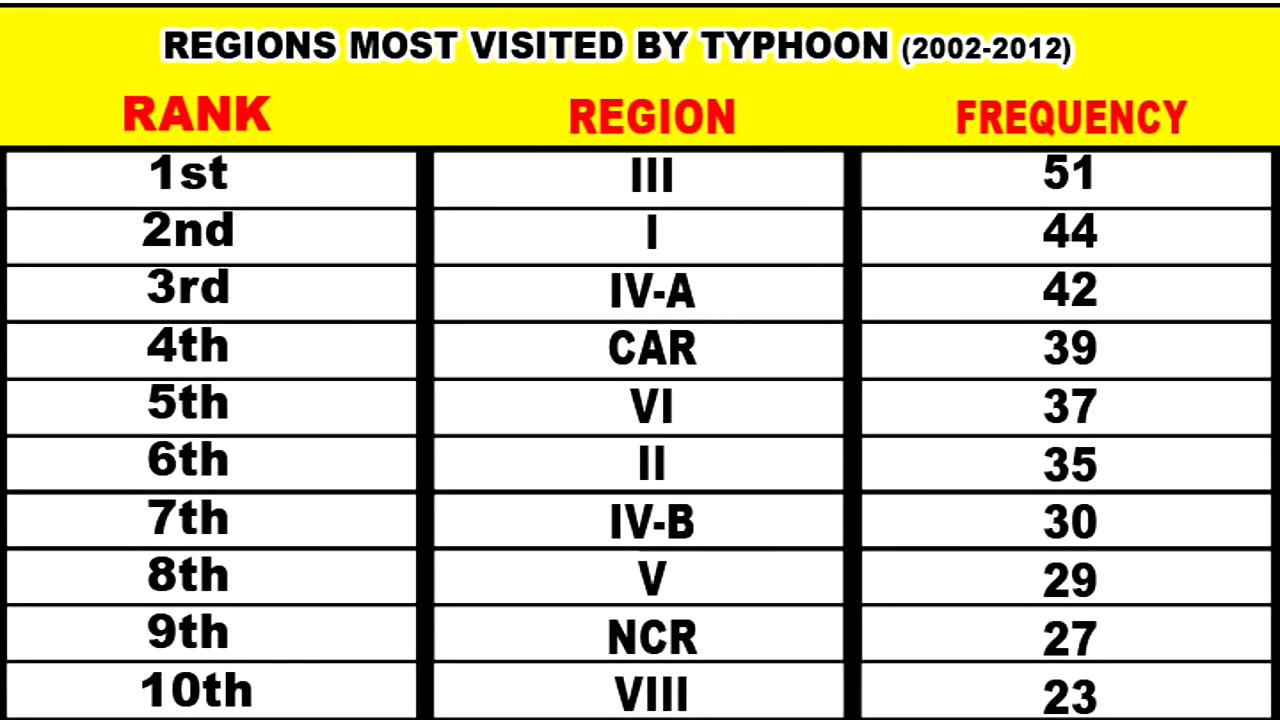 REGIONS MOST VISITED BY TYPHOON (2002-2012)
RANK REGION FREQUENCY
1st III 51
2nd I 44
3rd IV-A 42
4th CAR 39
5th VI 37
6th II 35
7th IV-B 30
8th V 29
9th NCR 27
10th VIII 23